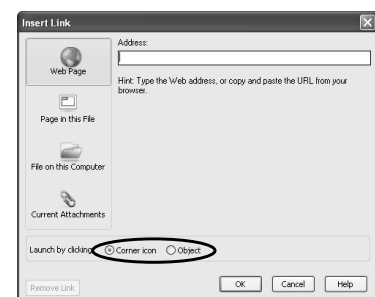 Insert Link
Address:
Web Page
Hint: Type the Web address, or copy and paste the URL from your
browser.
Page in this File
File on this Computer
Current Attachments
Launch by clicking: Corner icon Object
Remove Link OK Cancel Help